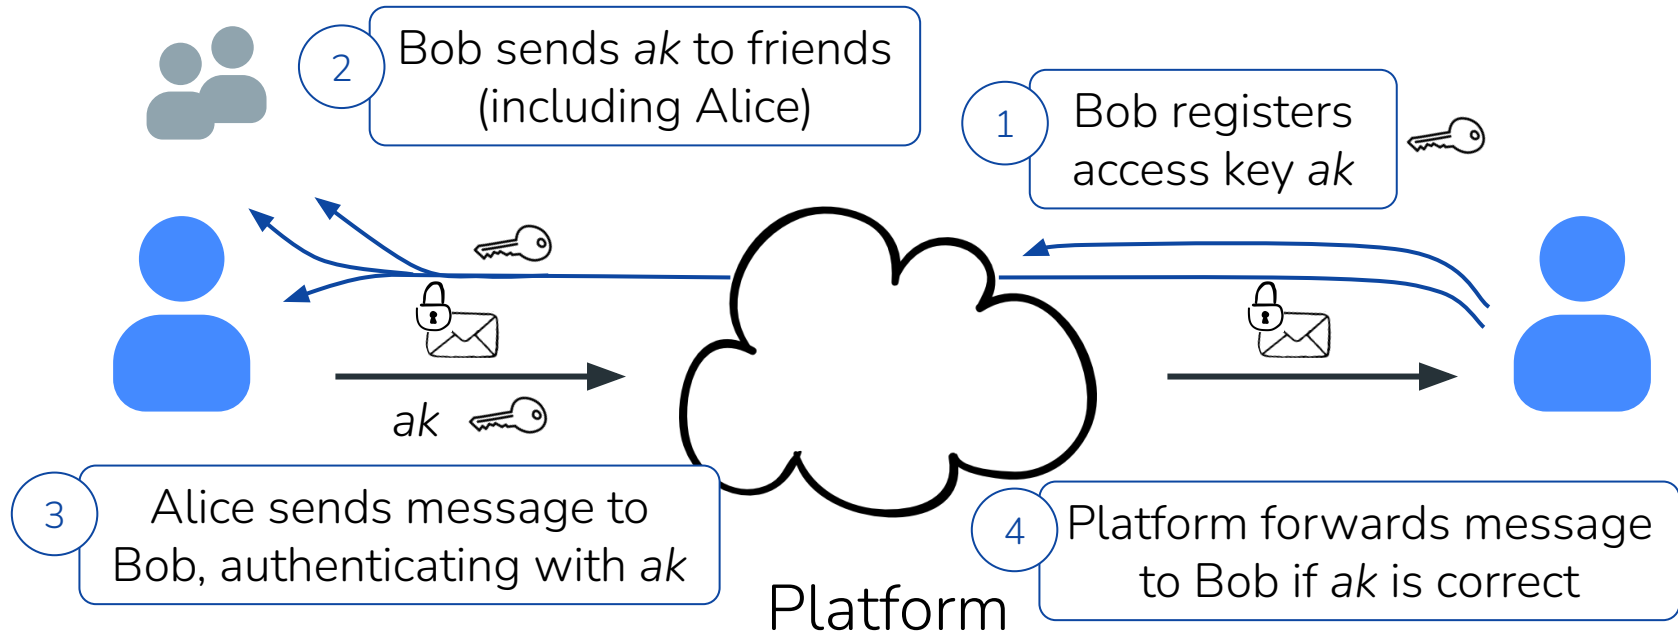 2
Bob sends ak to friends
(including Alice)
1
Bob registers
access key ak
ak
3
Alice sends message to
Bob, authenticating with ak
4
Platform forwards message
to Bob if ak is correct
Platform